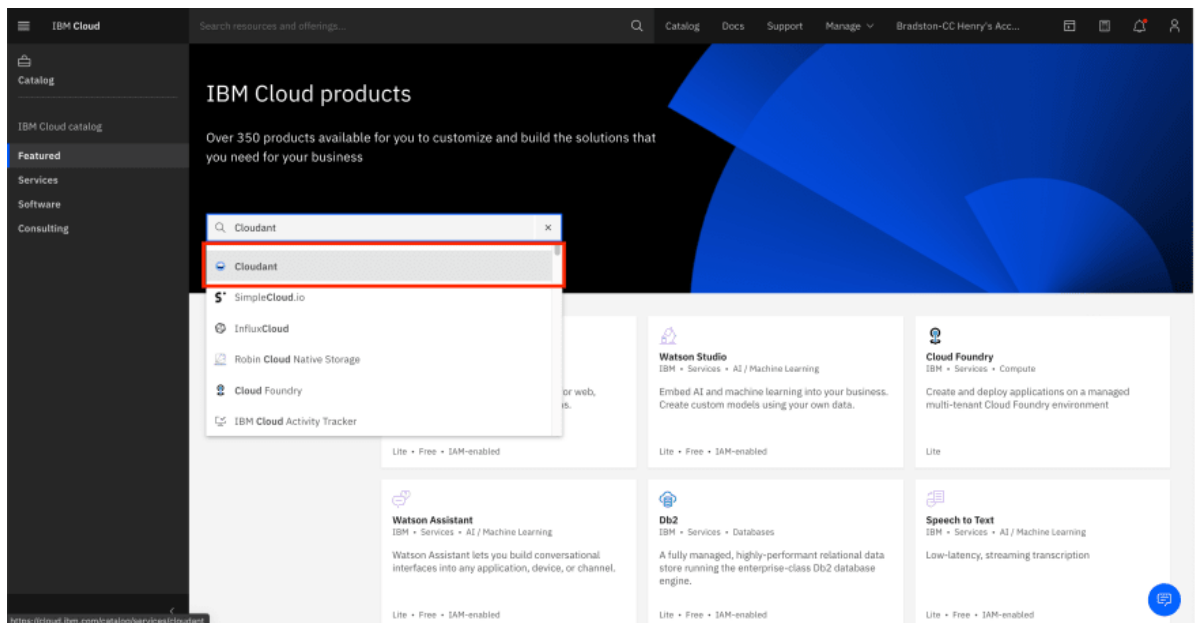 IBM Cloud
Search resources and offerings...
Catalog
Docs
Support
Manage
Bradston-CC Henry's Acc...
Catalog
IBM Cloud catalog
Featured
Services
Software
Consulting
IBM Cloud products
Over 350 products available for you to customize and build the solutions that
you need for your business
Cloudant
Cloudant
SimpleCloud.io
InfluxCloud
Robin Cloud Native Storage
Cloud Foundry
IBM Cloud Activity Tracker
or web,
Lite • Free • IAM-enabled
Watson Studio
IBM • Services • AI / Machine Learning
Embed AI and machine learning into your business.
Create custom models using your own data.
Lite • Free • IAM-enabled
Cloud Foundry
IBM • Services • Compute
Create and deploy applications on a managed
multi-tenant Cloud Foundry environment
Lite
Watson Assistant
IBM • Services • AI / Machine Learning
Watson Assistant lets you build conversational
interfaces into any application, device, or channel.
Lite • Free • IAM-enabled
Db2
IBM • Services • Databases
A fully managed, highly-performant relational data
store running the enterprise-class Db2 database
engine.
Lite • Free • IAM-enabled
Speech to Text
IBM • Services • AI / Machine Learning
Low-latency, streaming transcription
Lite • Free • IAM-enabled
https://cloud.ibm.com/catalog/services/cloudant